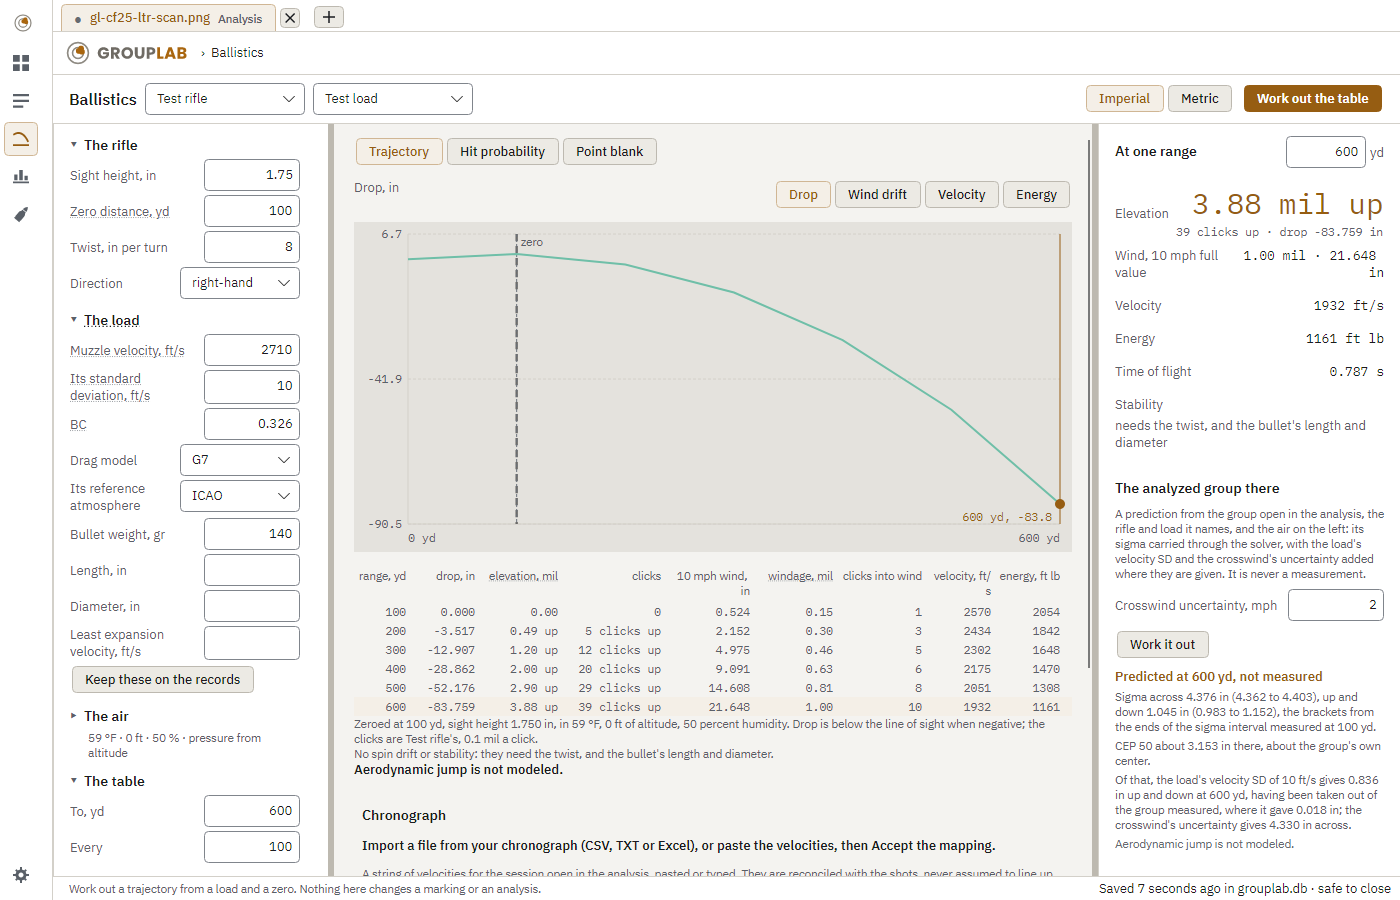 gl-cf25-ltr-scan.png Analysis
GROUPLAB › Ballistics
Ballistics
Test rifle
Test load
Imperial
Metric
Work out the table
The rifle
Sight height, in 1.75
Zero distance, yd 100
Twist, in per turn 8
Direction right-hand
The load
Muzzle velocity, ft/s 2710
Its standard
deviation, ft/s 10
BC 0.326
Drag model G7
Its reference
atmosphere ICAO
Bullet weight, gr 140
Length, in
Diameter, in
Least expansion
velocity, ft/s
Keep these on the records
The air
59 °F · 0 ft · 50 % · pressure from
altitude
The table
To, yd 600
Every 100
Trajectory
Hit probability
Point blank
Drop, in
Drop
Wind drift
Velocity
Energy
6.7
zero
-41.9
-90.5
600 yd, -83.8
0 yd
600 yd
range, yd drop, in elevation, mil clicks 10 mph wind, windage, mil clicks into wind velocity, ft/ energy, ft lb
in s
100 0.000 0.00 0 0.524 0.15 1 2570 2054
200 -3.517 0.49 up 5 clicks up 2.152 0.30 3 2434 1842
300 -12.907 1.20 up 12 clicks up 4.975 0.46 5 2302 1648
400 -28.862 2.00 up 20 clicks up 9.091 0.63 6 2175 1470
500 -52.176 2.90 up 29 clicks up 14.608 0.81 8 2051 1308
600 -83.759 3.88 up 39 clicks up 21.648 1.00 10 1932 1161
Zeroed at 100 yd, sight height 1.750 in, in 59 °F, 0 ft of altitude, 50 percent humidity. Drop is below the line of sight when negative; the
clicks are Test rifle's, 0.1 mil a click.
No spin drift or stability: they need the twist, and the bullet's length and diameter.
Aerodynamic jump is not modeled.
Chronograph
Import a file from your chronograph (CSV, TXT or Excel), or paste the velocities, then Accept the mapping.
A string of velocities for the session open in the analysis, pasted or typed. They are reconciled with the shots, never assumed to line up
At one range 600 yd
Elevation 3.88 mil up
39 clicks up · drop -83.759 in
Wind, 10 mph full 1.00 mil · 21.648
value in
Velocity 1932 ft/s
Energy 1161 ft lb
Time of flight 0.787 s
Stability
needs the twist, and the bullet's length and
diameter
The analyzed group there
A prediction from the group open in the analysis, the
rifle and load it names, and the air on the left: its
sigma carried through the solver, with the load's
velocity SD and the crosswind's uncertainty added
where they are given. It is never a measurement.
Crosswind uncertainty, mph 2
Work it out
Predicted at 600 yd, not measured
Sigma across 4.376 in (4.362 to 4.403), up and
down 1.045 in (0.983 to 1.152), the brackets from
the ends of the sigma interval measured at 100 yd.
CEP 50 about 3.153 in there, about the group's own
center.
Of that, the load's velocity SD of 10 ft/s gives 0.836
in up and down at 600 yd, having been taken out of
the group measured, where it gave 0.018 in; the
crosswind's uncertainty gives 4.330 in across.
Aerodynamic jump is not modeled.
Work out a trajectory from a load and a zero. Nothing here changes a marking or an analysis.
Saved 7 seconds ago in grouplab.db · safe to close